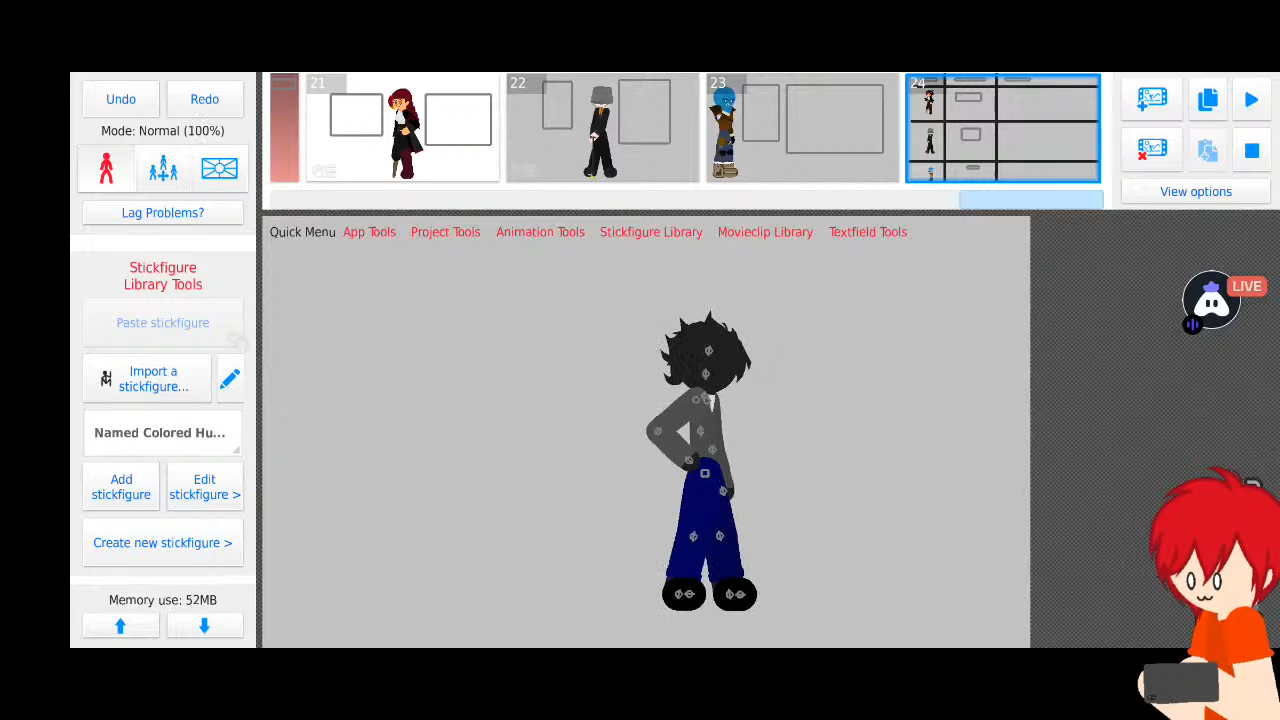 Undo
Redo
Mode: Normal (100%)
Lag Problems?
21
22
23
24
View options
Quick Menu App Tools Project Tools Animation Tools Stickfigure Library Movieclip Library Textfield Tools
Stickfigure
Library Tools
Paste stickfigure
Import a
stickfigure...
Named Colored Hu...
Add
stickfigure
Edit
stickfigure >
Create new stickfigure >
Memory use: 52MB
LIVE